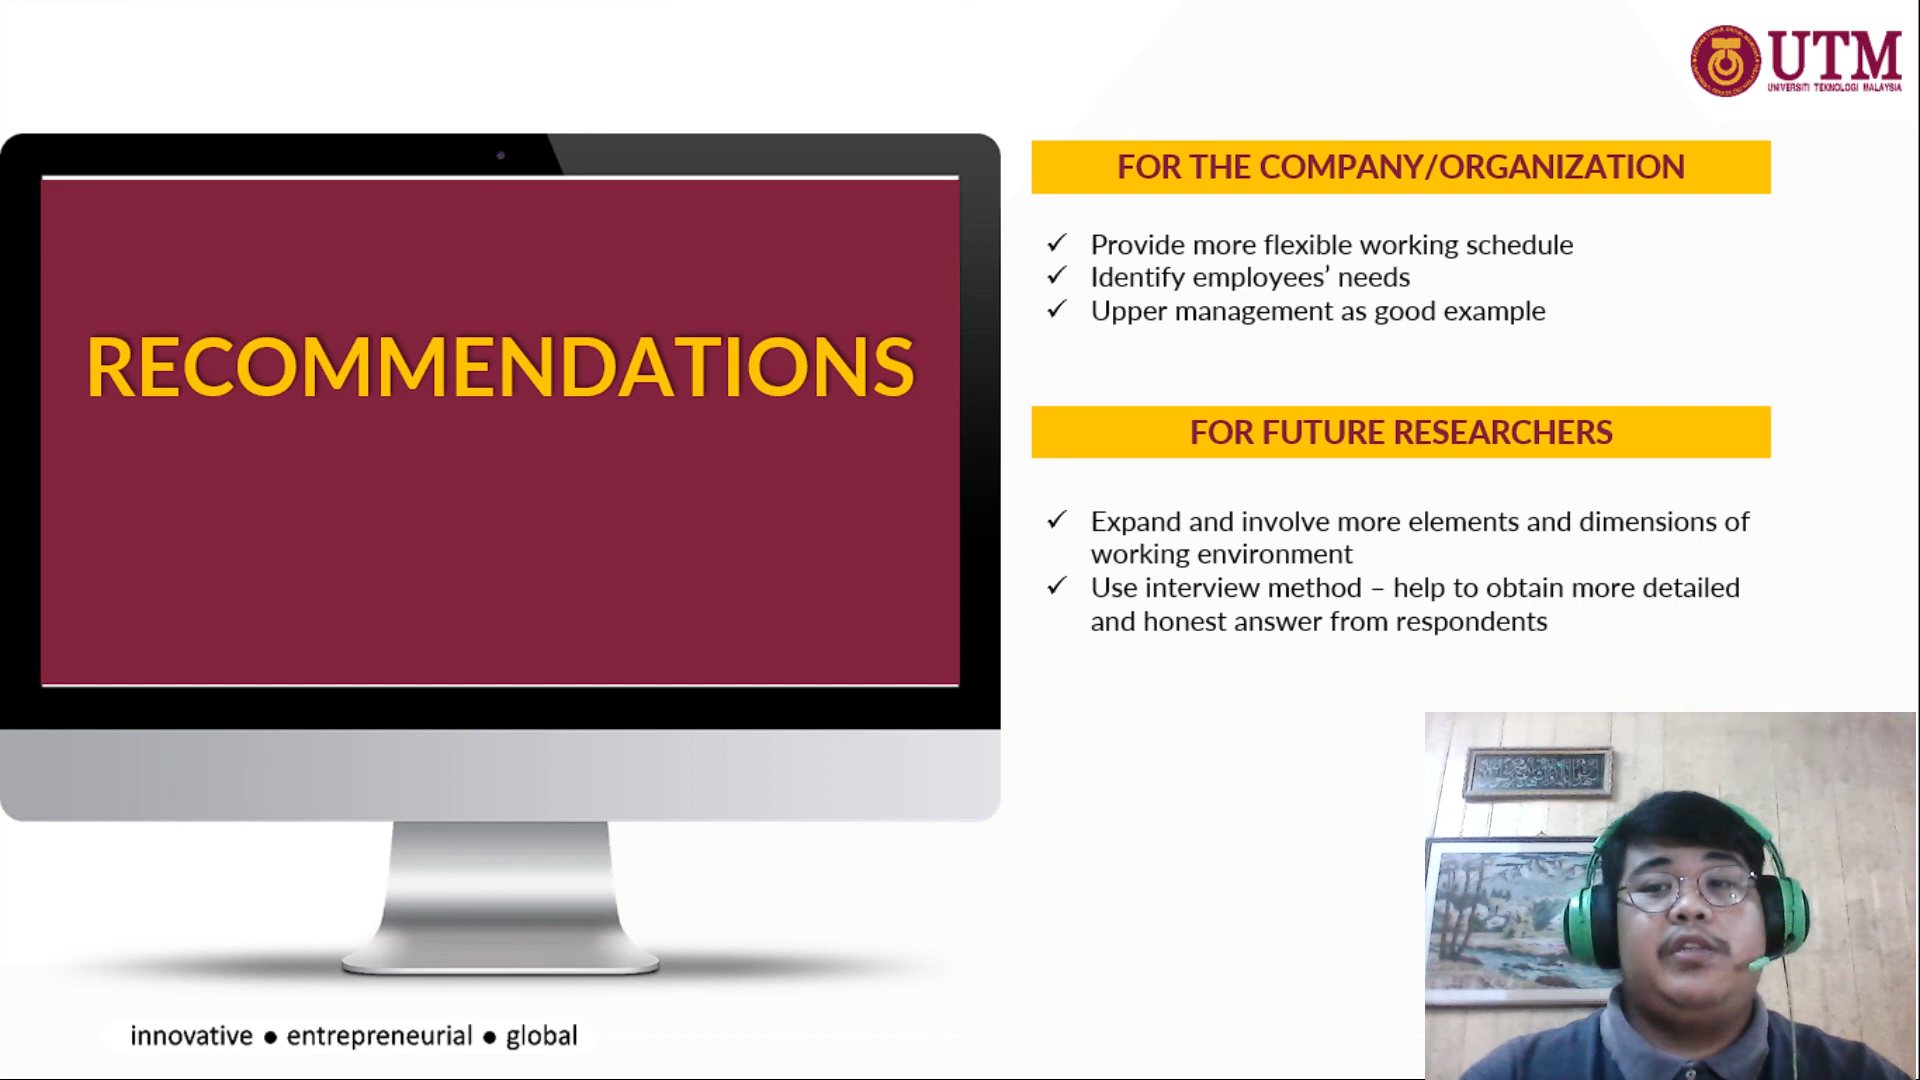 UTM
UNIVERSITI TEKNOLOGI MALAYSIA
FOR THE COMPANY/ORGANIZATION
✓ Provide more flexible working schedule
✓ Identify employees’ needs
✓ Upper management as good example
RECOMMENDATIONS
FOR FUTURE RESEARCHERS
✓ Expand and involve more elements and dimensions of
working environment
✓ Use interview method – help to obtain more detailed
and honest answer from respondents
innovative ● entrepreneurial ● global